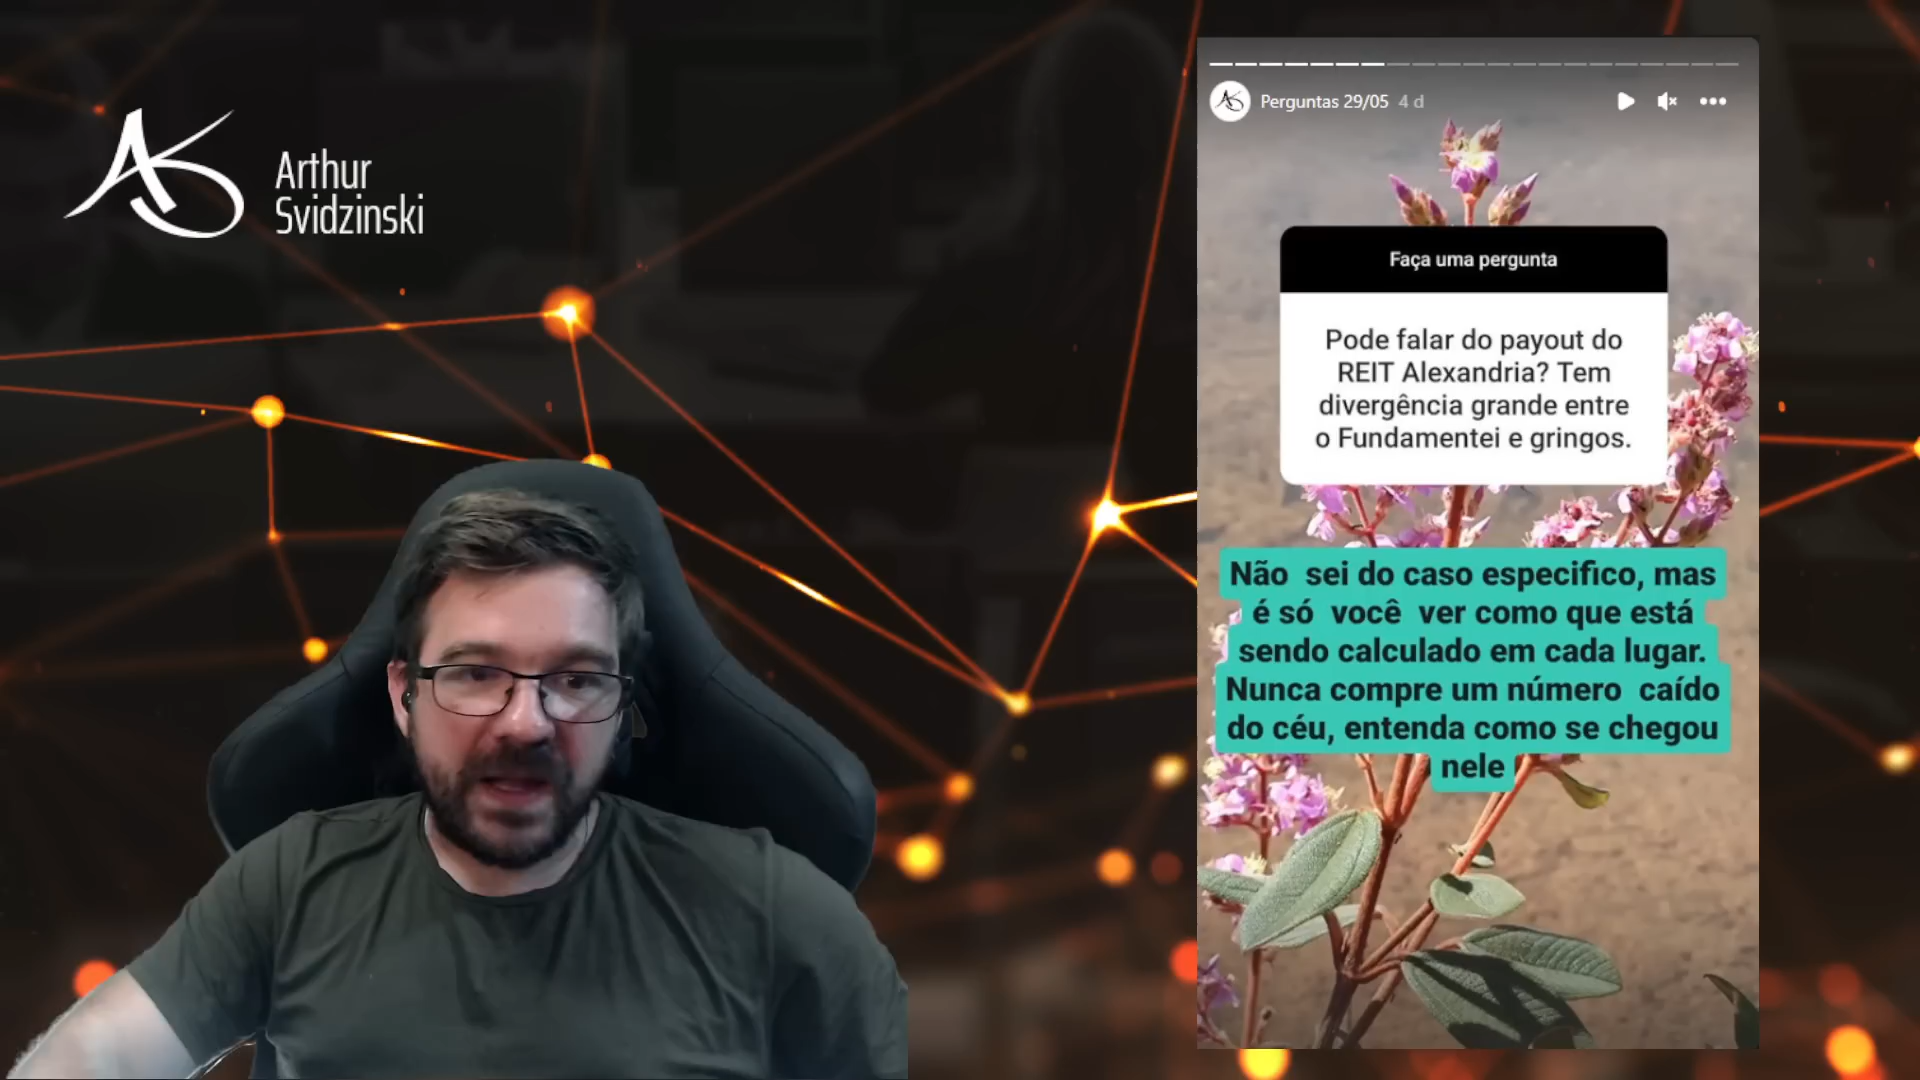 Arthur
Svidzinski
Perguntas 29/05 4 d
Faça uma pergunta
Pode falar do payout do
REIT Alexandria? Tem
divergência grande entre
o Fundamentei e gringos.
Não sei do caso especifico, mas
é só você ver como que está
sendo calculado em cada lugar.
Nunca compre um número caído
do céu, entenda como se chegou
nele